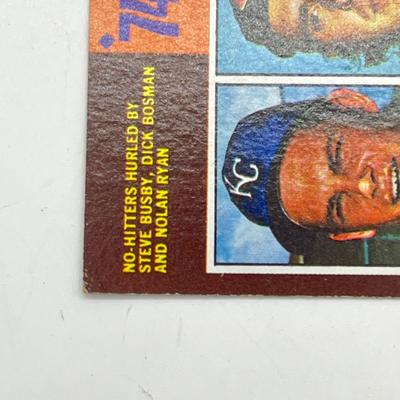 '74
NO-HITTERS HURLED BY
STEVE BUSBY, DICK BOSMAN
AND NOLAN RYAN
KC